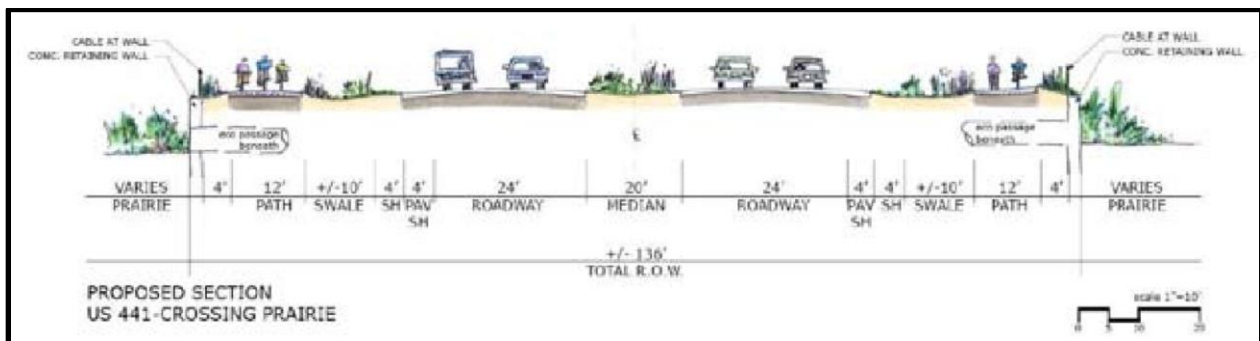 CABLE AT WALL
CONC. RETAINING WALL
CABLE AT WALL
CONC. RETAINING WALL
eco passage
beneath
eco passage
beneath
℄
VARIES 4' 12' +/-10' 4' 4' 24' 20' 24' 4' 4' +/-10' 12' 4' VARIES
PRAIRIE PATH SWALE SH PAV ROADWAY MEDIAN ROADWAY PAV SH SWALE PATH PRAIRIE
SH SH
+/- 136'
TOTAL R.O.W.
PROPOSED SECTION
US 441-CROSSING PRAIRIE
scale 1"=10'
0 5 10 20